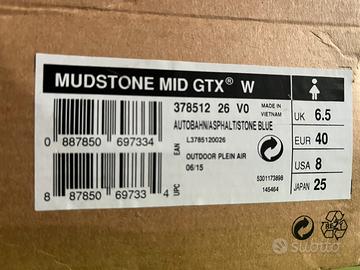 MUDSTONE MID GTX® W
378512 26 V0
AUTOBAHN/ASPHALT/STONE BLUE
L3785120026
OUTDOOR PLEIN AIR
06/15
5301173898
145464
MADE IN
VIETNAM
0 887850 697334
EAN
8 87850 69733 4
UPC
UK 6.5
EUR 40
USA 8
JAPAN 25
subito